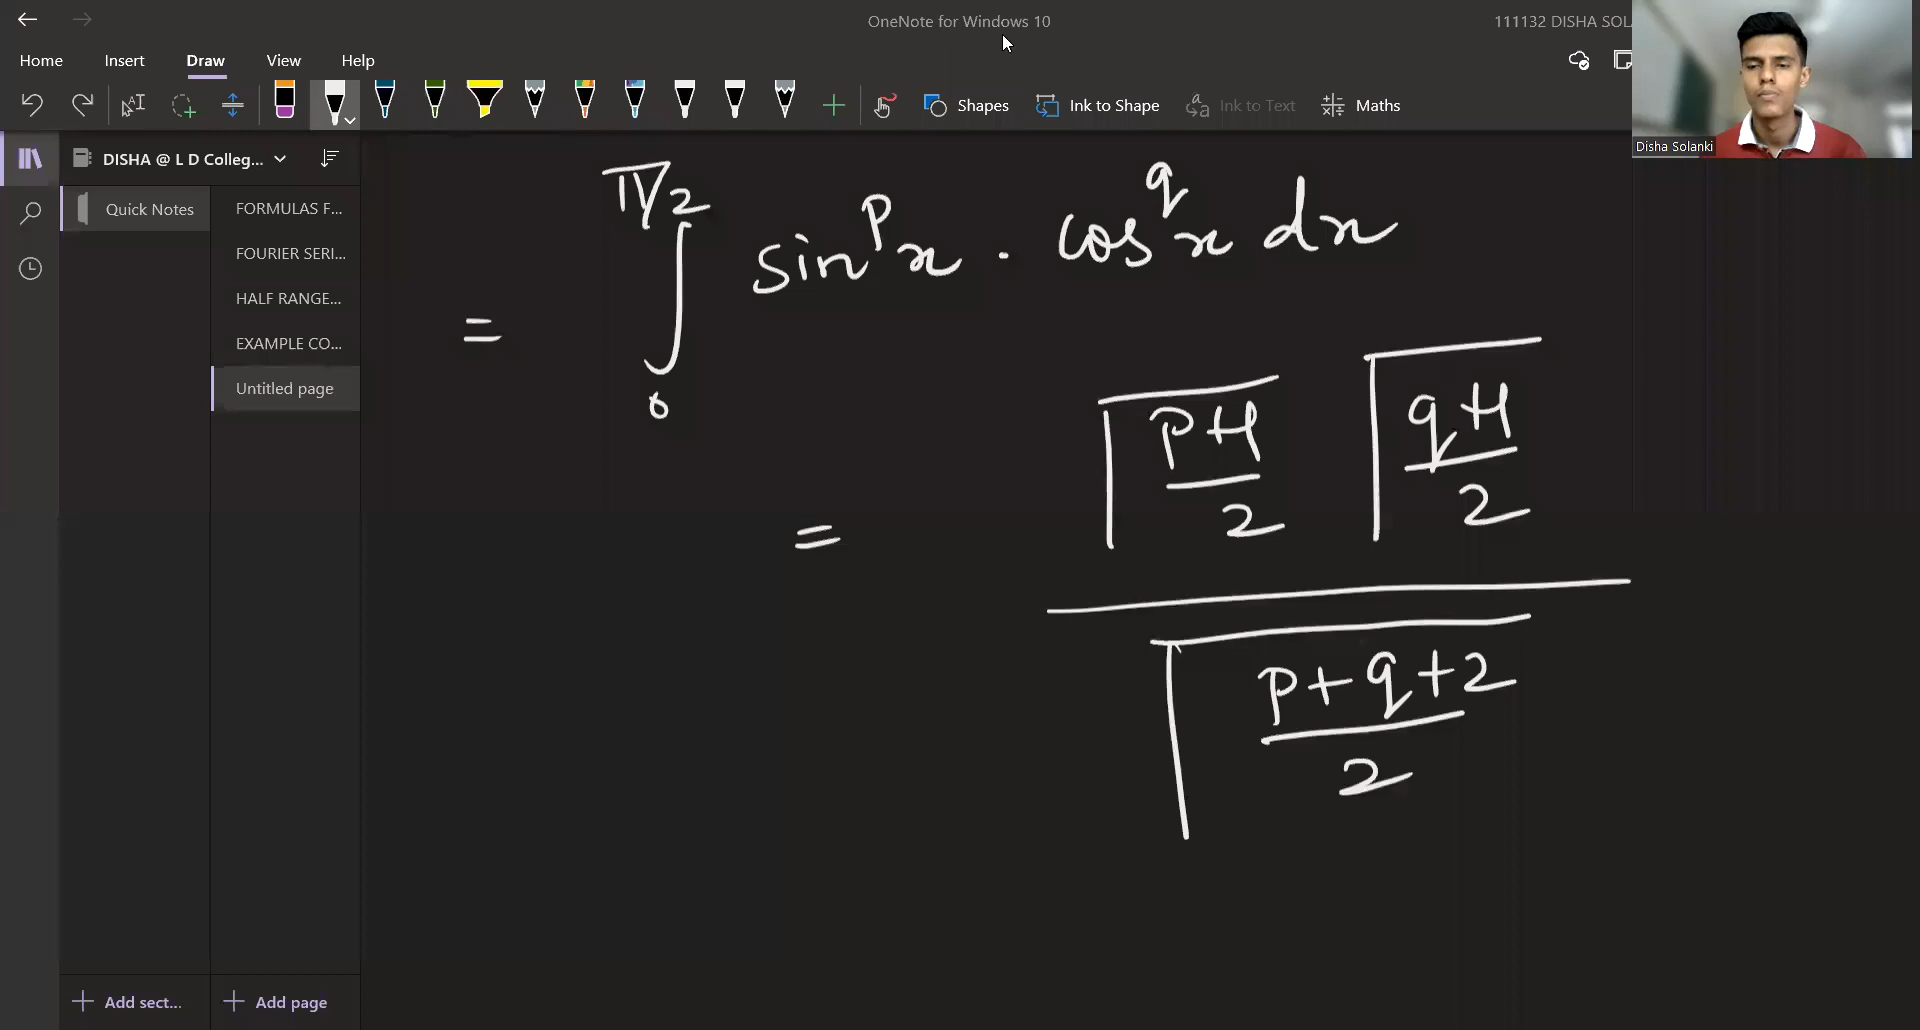 OneNote for Windows 10
111132 DISHA SOL
Home Insert Draw View Help
Shapes Ink to Shape Ink to Text Maths
Disha Solanki
DISHA @ L D Colleg...
Quick Notes
FORMULAS F...
FOURIER SERI...
HALF RANGE...
EXAMPLE CO...
Untitled page
= ∫₀^{π/2} sin^p x · cos^q x dx
= Γ((p+1)/2) Γ((q+1)/2)
Γ((p+q+2)/2)
Add sect...
Add page